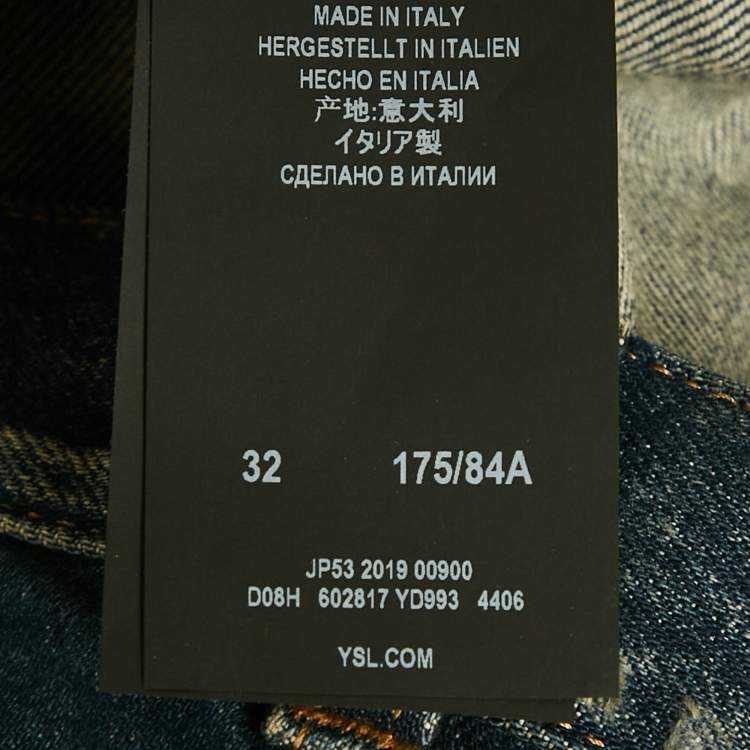 MADE IN ITALY
HERGESTELLT IN ITALIEN
HECHO EN ITALIA
产地:意大利
イタリア製
СДЕЛАНО В ИТАЛИИ
32 175/84A
JP53 2019 00900
D08H 602817 YD993 4406
YSL.COM